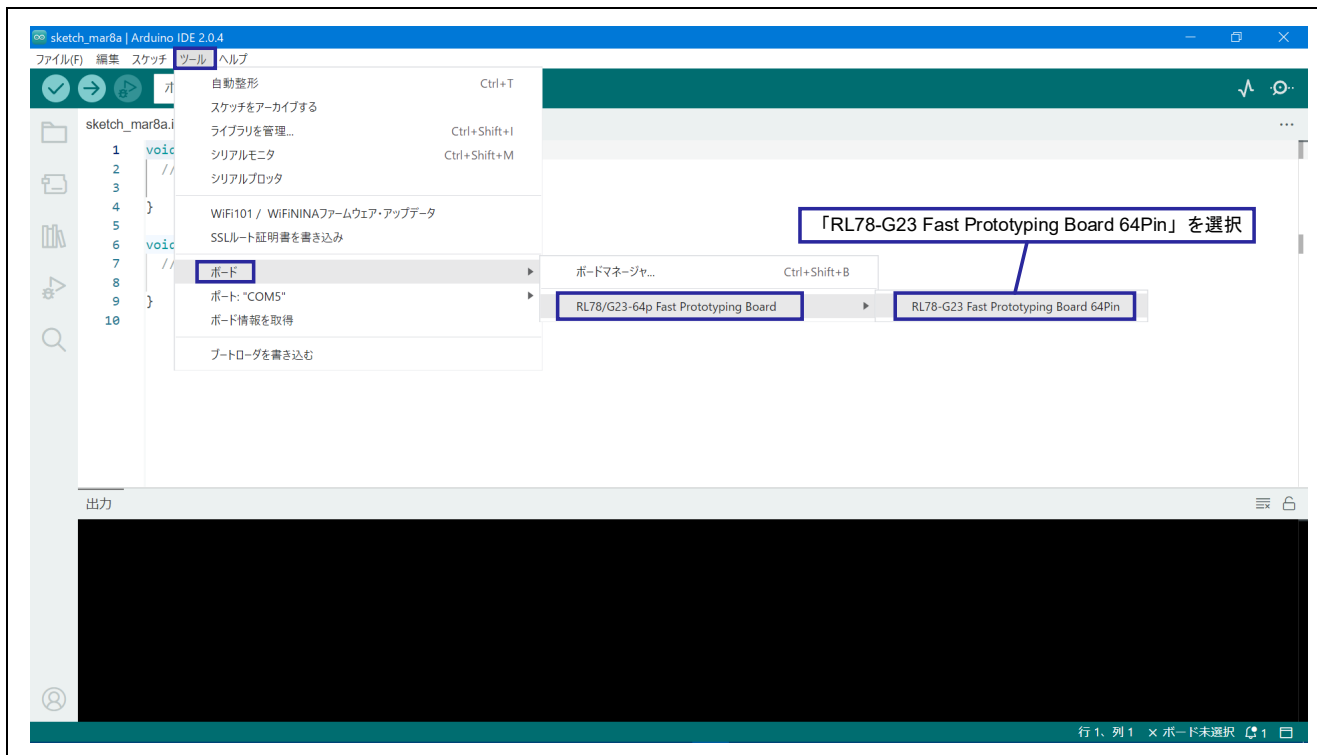 sketch_mar8a | Arduino IDE 2.0.4
ファイル(F) 編集 スケッチ ツール ヘルプ
自動整形 Ctrl+T
スケッチをアーカイブする
ライブラリを管理... Ctrl+Shift+I
シリアルモニタ Ctrl+Shift+M
シリアルプロッタ
WiFi101 / WiFiNINAファームウェア・アップデータ
SSLルート証明書を書き込み
ボード
ポート: "COM5"
ボード情報を取得
ブートローダを書き込む
ボードマネージャ... Ctrl+Shift+B
RL78/G23-64p Fast Prototyping Board
RL78-G23 Fast Prototyping Board 64Pin
「RL78-G23 Fast Prototyping Board 64Pin」を選択
sketch_mar8a.i
...
1 void
2 //
3
4 }
5
6 void
7 //
8
9 }
10
出力
行 1、列 1 × ボード未選択 1